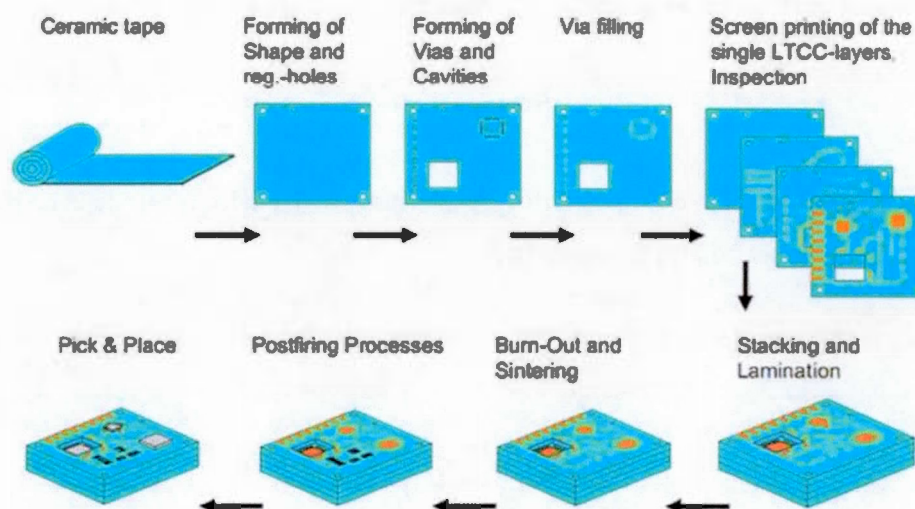 Ceramic tape
Forming of
Shape and
reg.-holes
Forming of
Vias and
Cavities
Via filling
Screen printing of the
single LTCC-layers,
Inspection
Pick & Place
Postfiring Processes
Burn-Out and
Sintering
Stacking and
Lamination